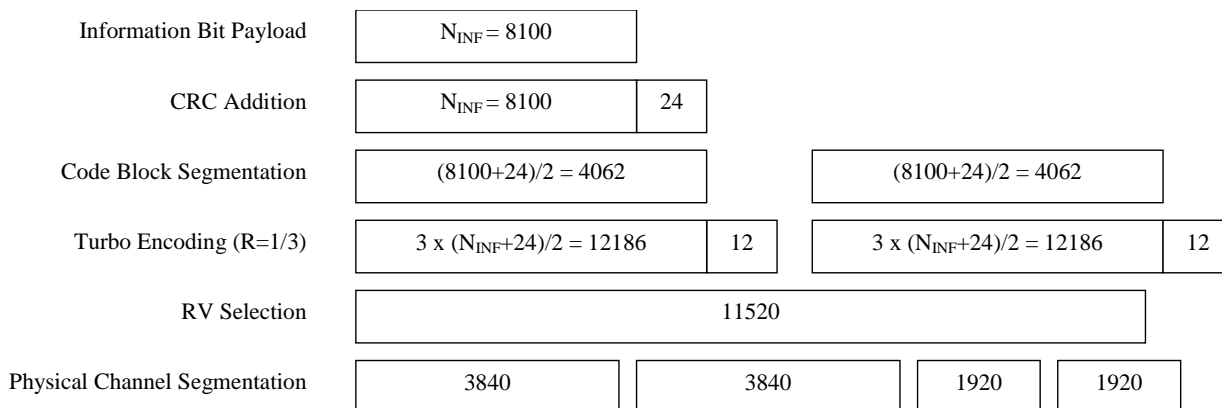 Information Bit Payload N_INF = 8100
CRC Addition N_INF = 8100 24
Code Block Segmentation (8100+24)/2 = 4062 (8100+24)/2 = 4062
Turbo Encoding (R=1/3) 3 x (N_INF+24)/2 = 12186 12 3 x (N_INF+24)/2 = 12186 12
RV Selection 11520
Physical Channel Segmentation 3840 3840 1920 1920